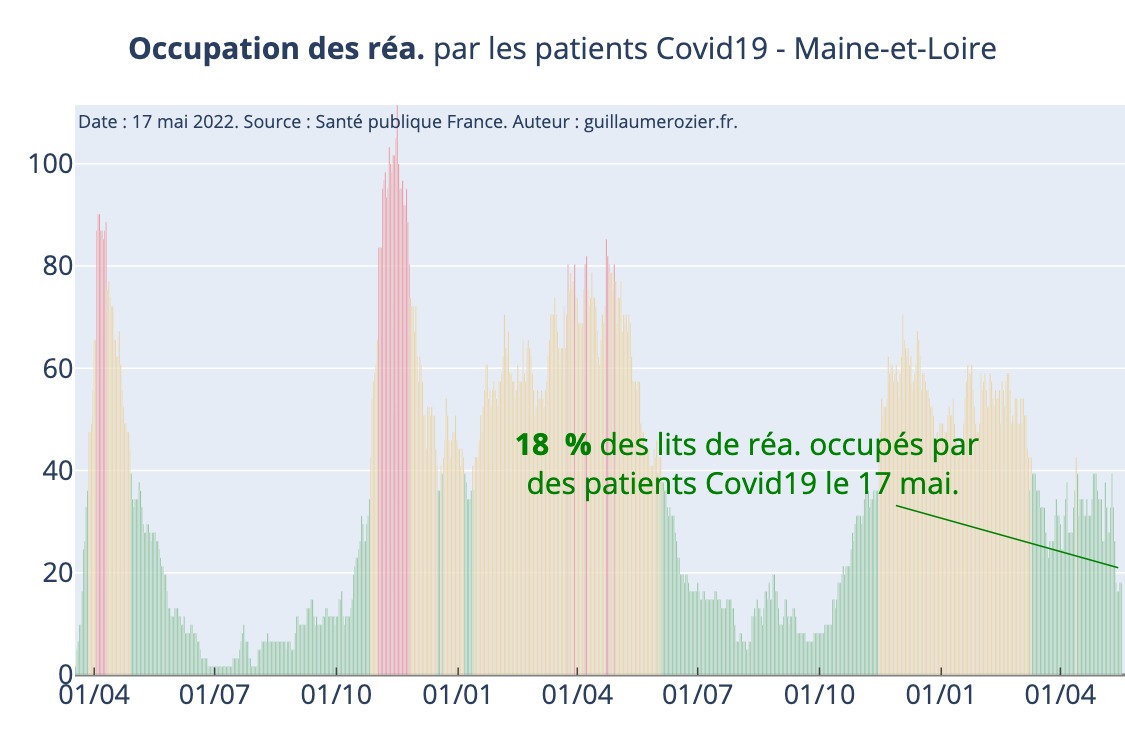 Occupation des réa. par les patients Covid19 - Maine-et-Loire
Date : 17 mai 2022. Source : Santé publique France. Auteur : guillaumerozier.fr.
100
80
60
18 % des lits de réa. occupés par
des patients Covid19 le 17 mai.
40
20
0
01/04 01/07 01/10 01/01 01/04 01/07 01/10 01/01 01/04